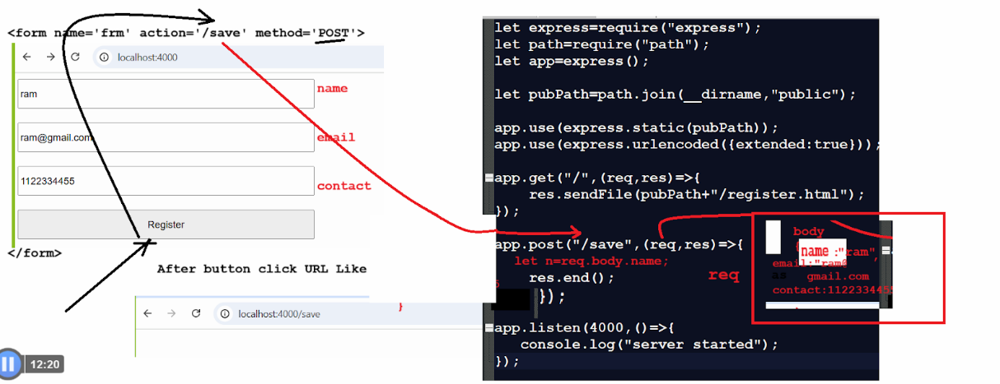 <form name='frm' action='/save' method='POST'>
localhost:4000
ram
name
ram@gmail.com
email
1122334455
contact
Register
</form>
After button click URL Like
localhost:4000/save
}
12:20
let express=require("express");
let path=require("path");
let app=express();
let pubPath=path.join(__dirname,"public");
app.use(express.static(pubPath));
app.use(express.urlencoded({extended:true}));
app.get("/",(req,res)=>{
res.sendFile(pubPath+"/register.html");
});
app.post("/save",(req,res)=>{
let n=req.body.name;
res.end();
});
app.listen(4000,()=>{
console.log("server started");
});
req
body
name :"ram",
email:"ram@
as gmail.com
contact:1122334455